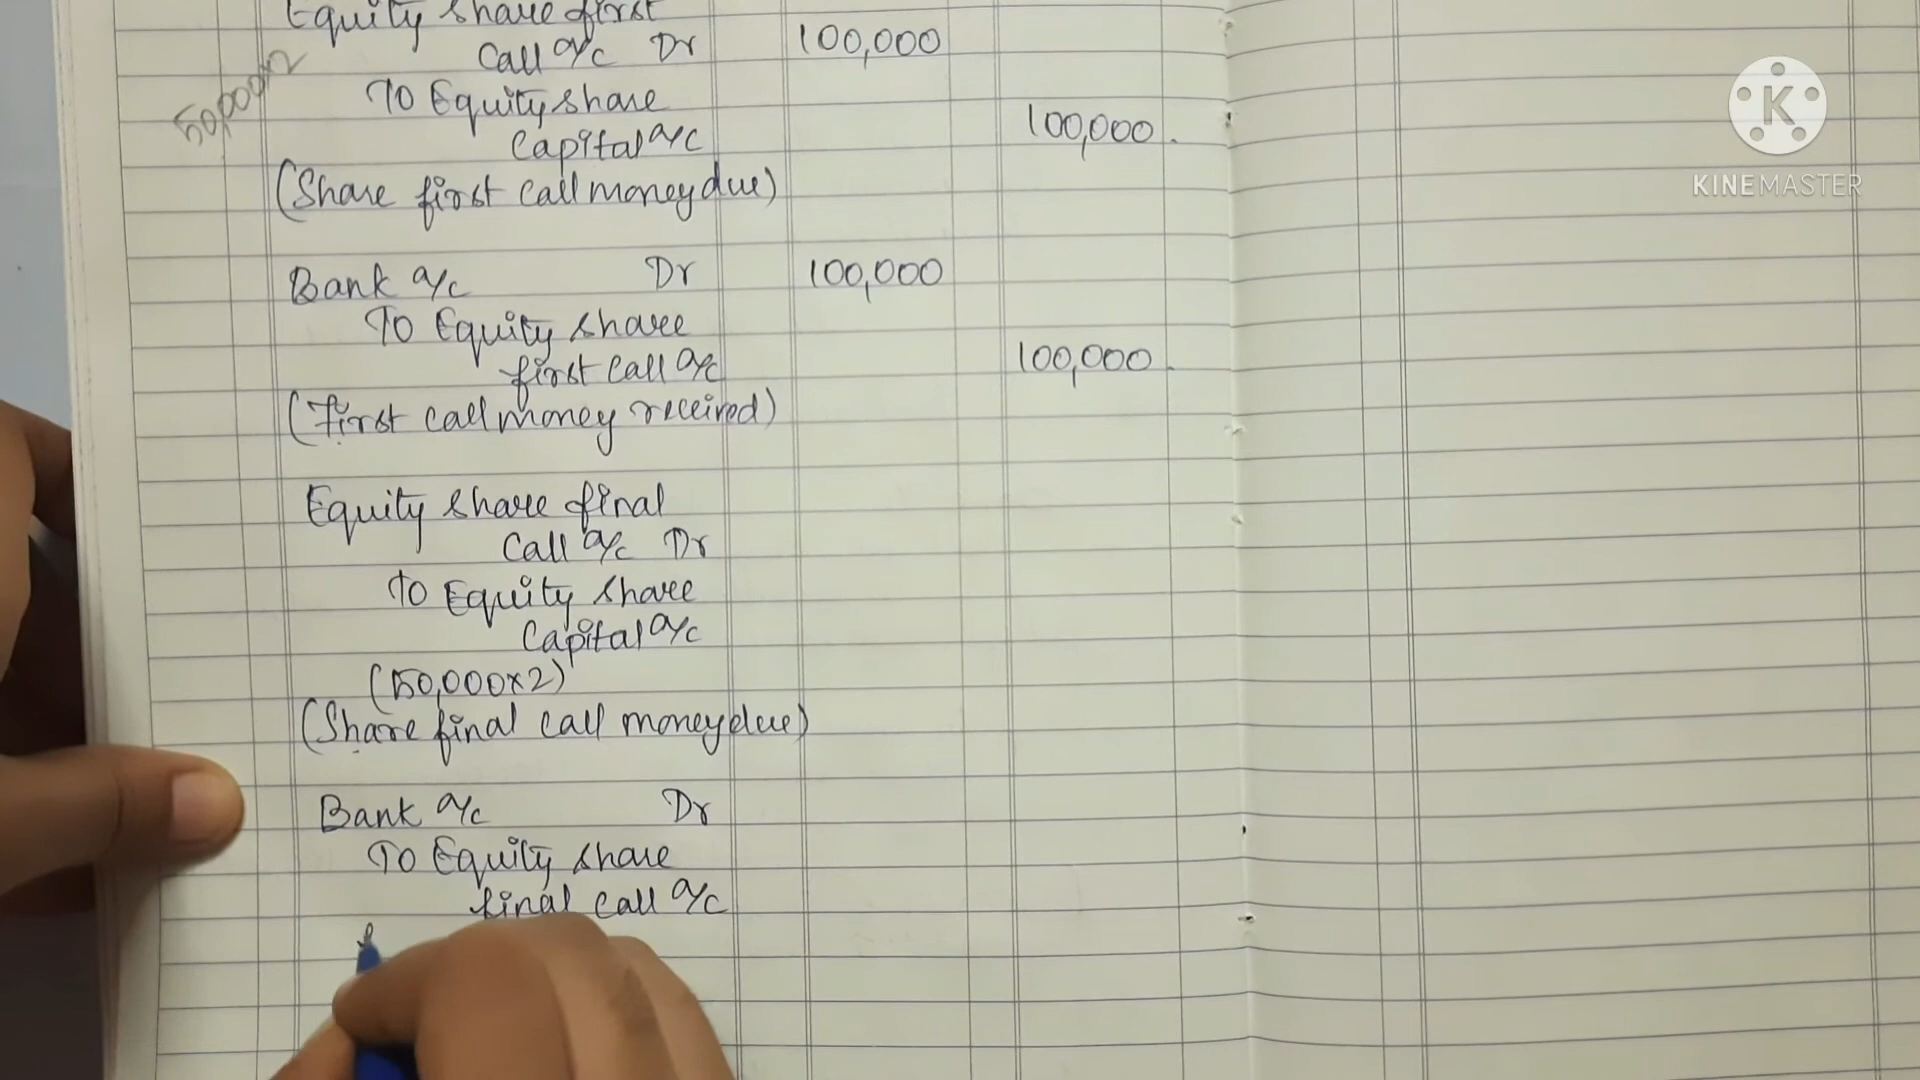 Equity share first
Call a/c Dr 100,000
50,000×2
To Equity share
Capital a/c 100,000
(Share first call money due)
Bank a/c Dr 100,000
To Equity share
first call a/c 100,000
(First call money received)
Equity share final
Call a/c Dr
To Equity share
Capital a/c
(50,000×2)
(Share final call money due)
Bank a/c Dr
To Equity share
final call a/c
K
KINEMASTER